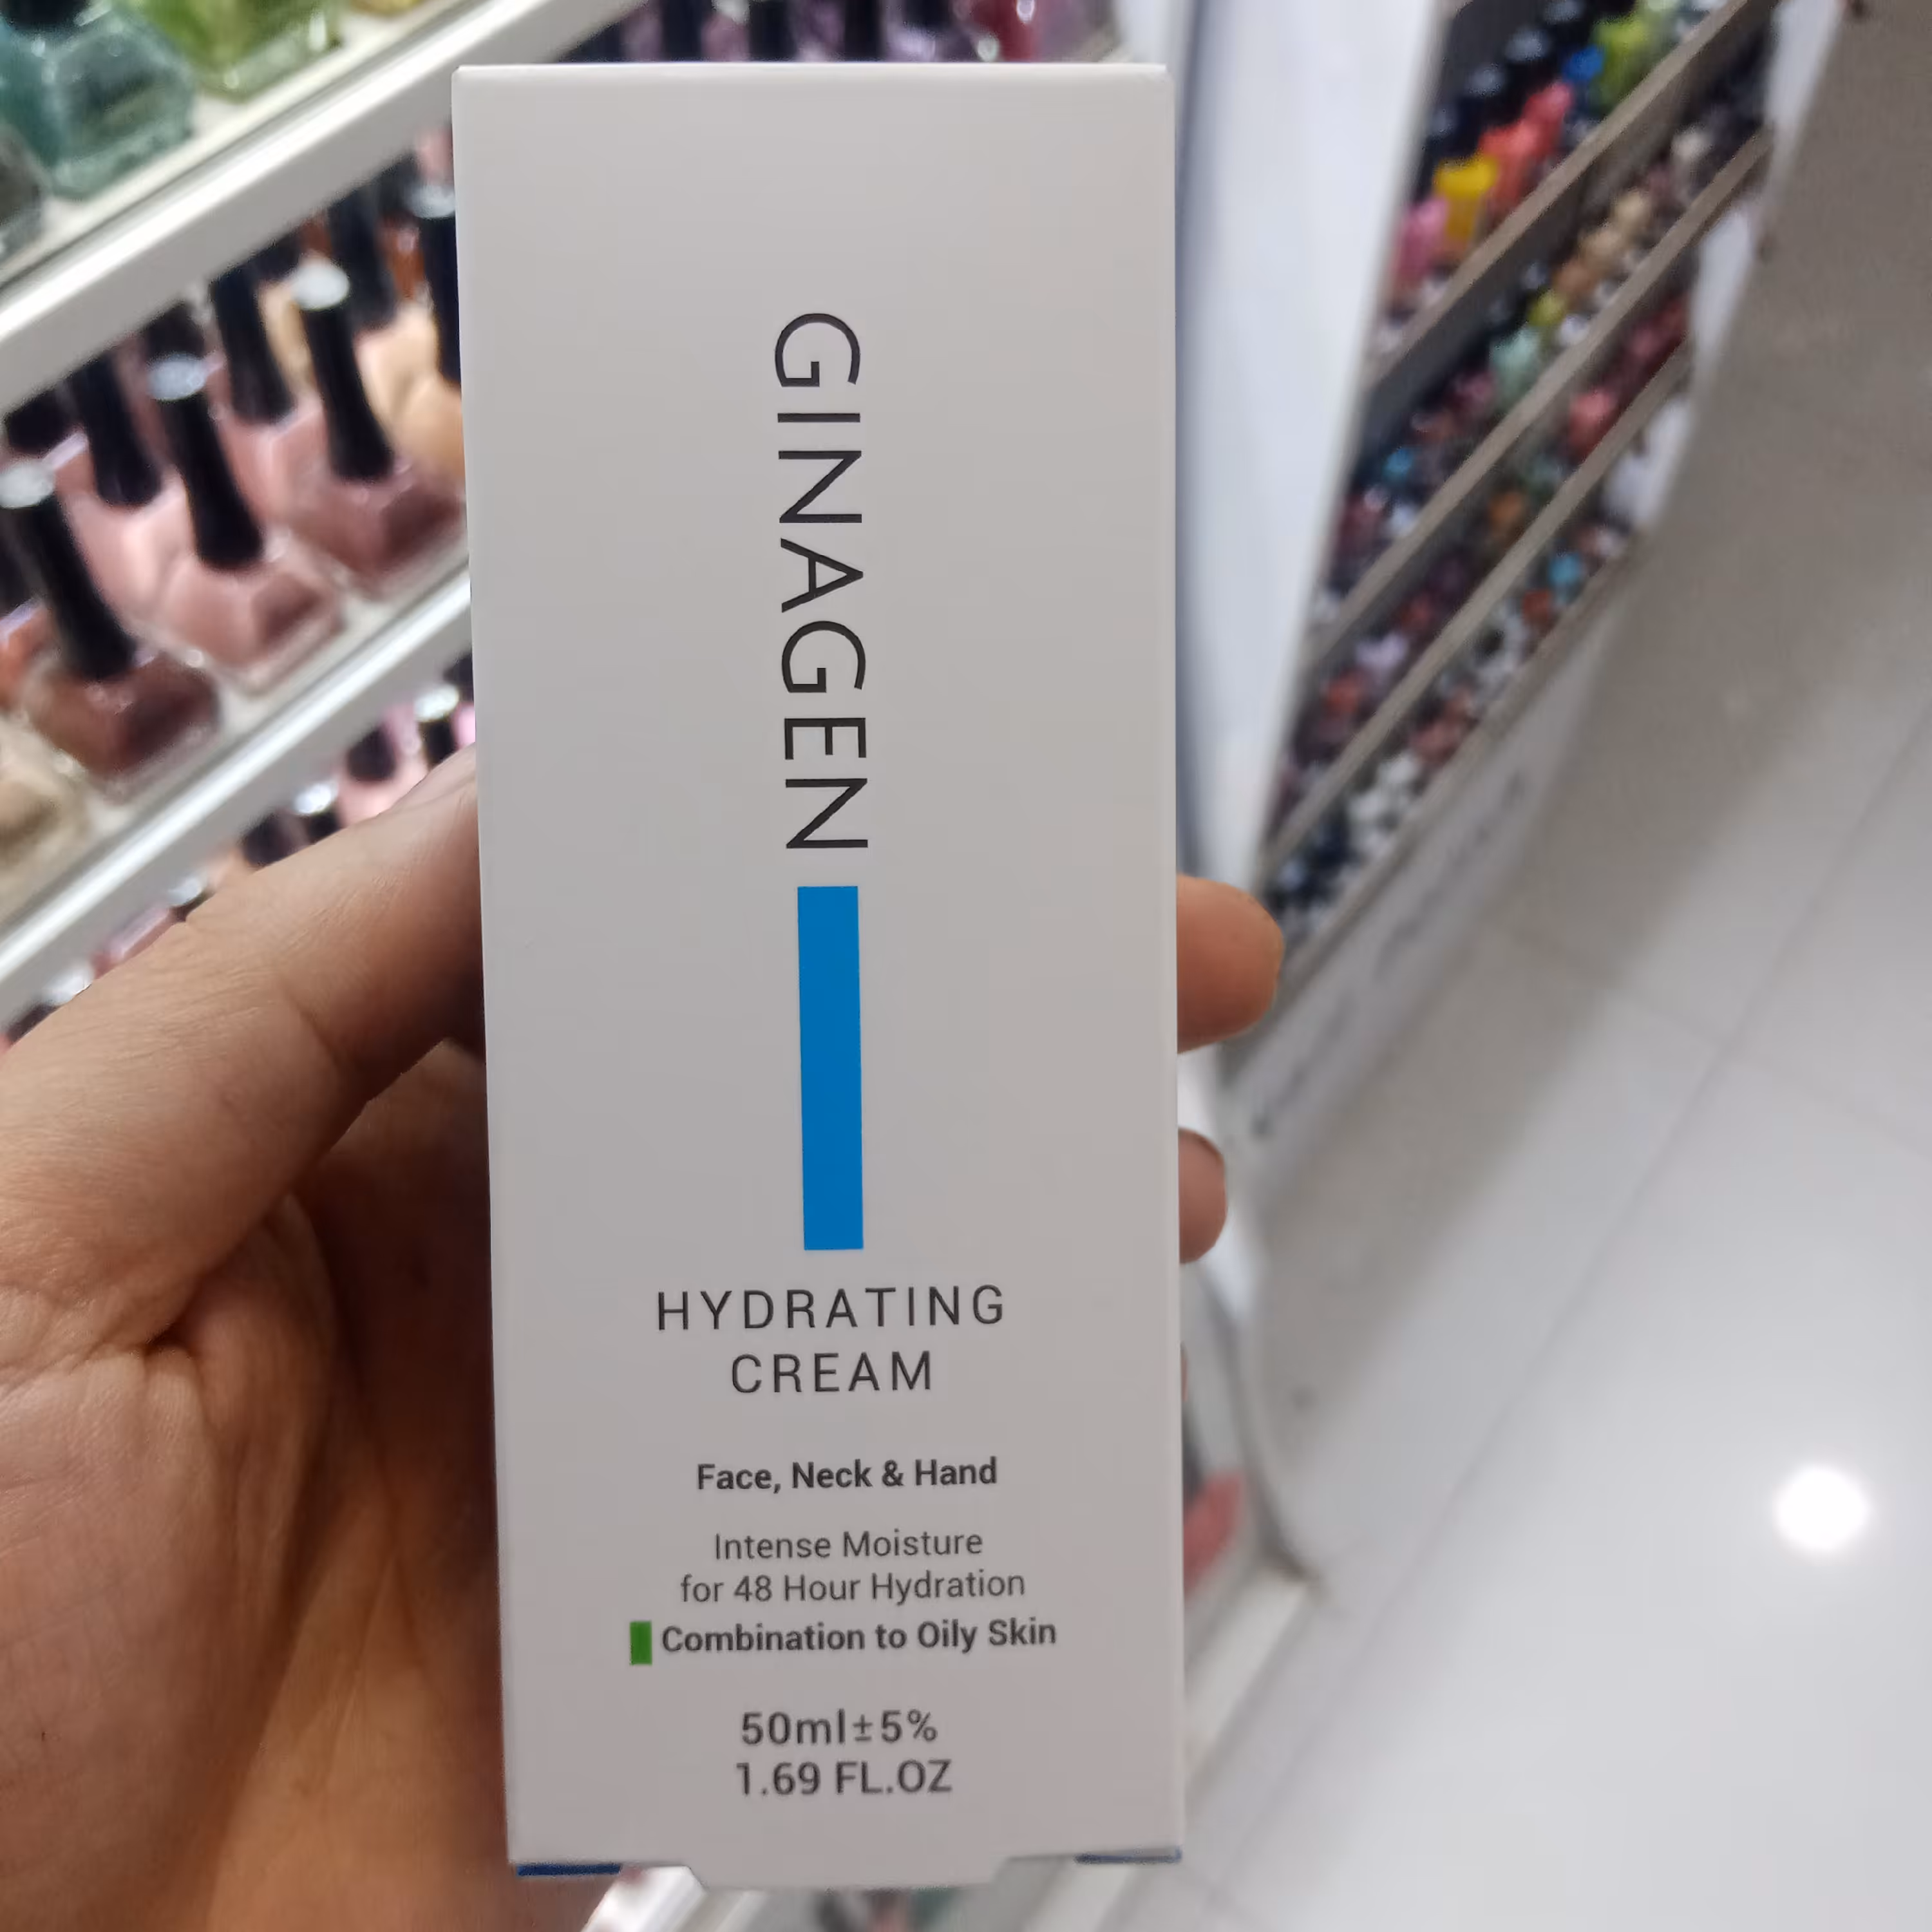 GINAGEN
HYDRATING
CREAM
Face, Neck & Hand
Intense Moisture
for 48 Hour Hydration
Combination to Oily Skin
50ml±5%
1.69 FL.OZ